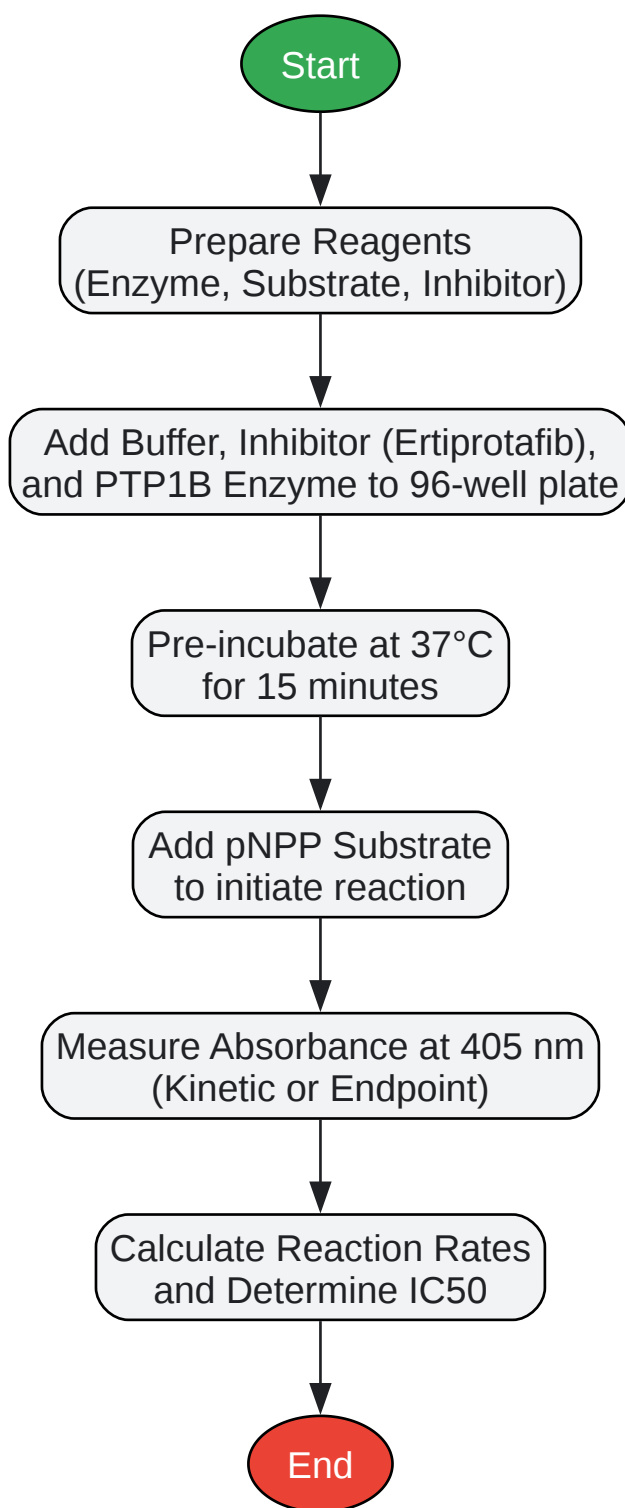 Start
Prepare Reagents
(Enzyme, Substrate, Inhibitor)
Add Buffer, Inhibitor (Ertiprotafib),
and PTP1B Enzyme to 96-well plate
Pre-incubate at 37°C
for 15 minutes
Add pNPP Substrate
to initiate reaction
Measure Absorbance at 405 nm
(Kinetic or Endpoint)
Calculate Reaction Rates
and Determine IC50
End